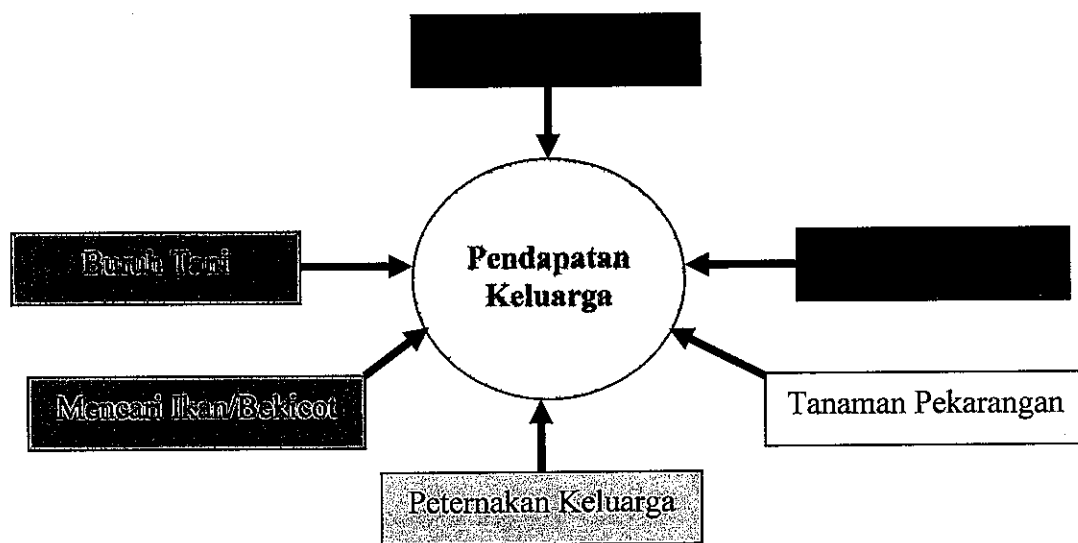 Buruh Tani
Pendapatan
Keluarga
Mencari Ikan/Bekicot
Tanaman Pekarangan
Peternakan Keluarga